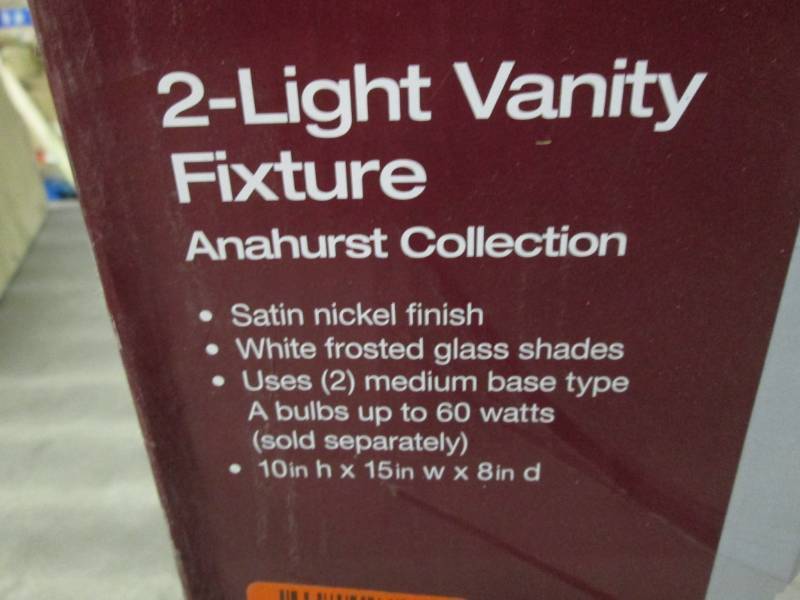 2-Light Vanity
Fixture
Anahurst Collection
• Satin nickel finish
• White frosted glass shades
• Uses (2) medium base type
A bulbs up to 60 watts
(sold separately)
• 10in h x 15in w x 8in d